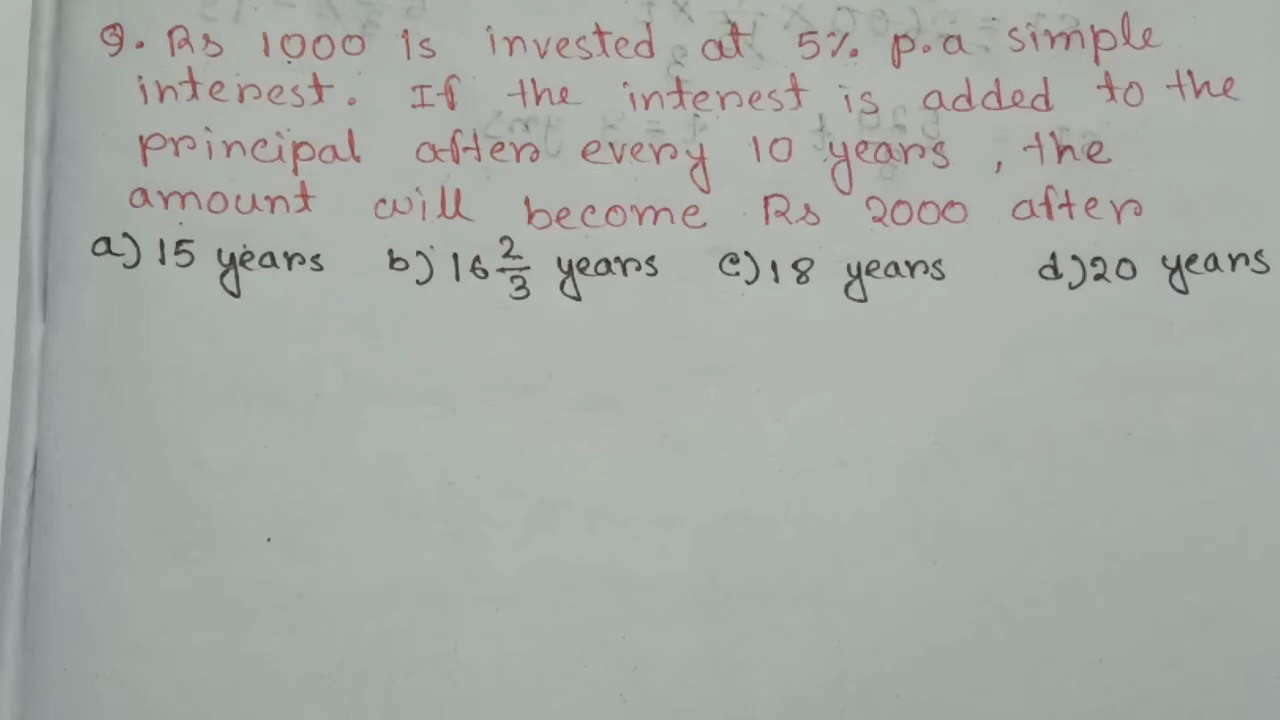 9. Rs 1000 is invested at 5% p.a simple
interest. If the interest is added to the
principal after every 10 years, the
amount will become Rs 2000 after
a) 15 years b) 16 2/3 years c) 18 years d) 20 years